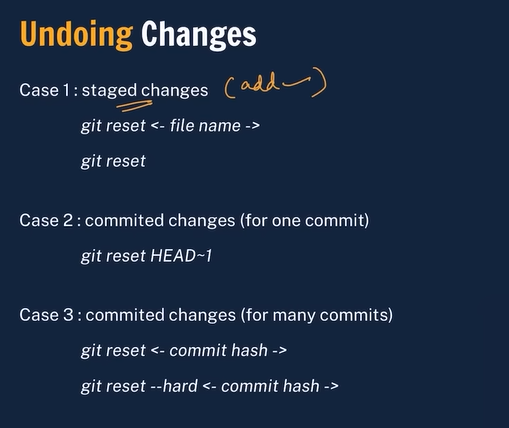 Undoing Changes
Case 1 : staged changes (add )
git reset <- file name ->
git reset
Case 2 : commited changes (for one commit)
git reset HEAD~1
Case 3 : commited changes (for many commits)
git reset <- commit hash ->
git reset --hard <- commit hash ->